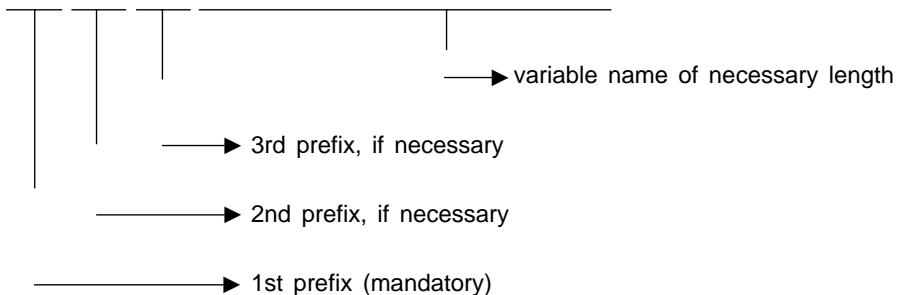 variable name of necessary length
3rd prefix, if necessary
2nd prefix, if necessary
1st prefix (mandatory)